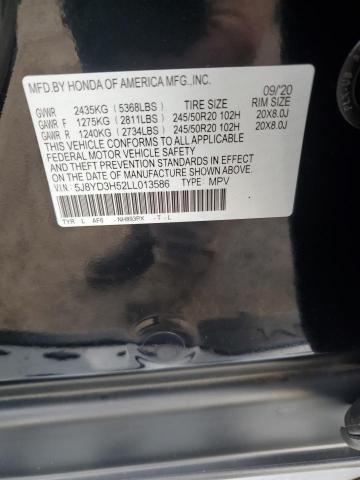 MFD.BY HONDA OF AMERICA MFG.,INC.
09/'20
GVWR 2435KG (5368LBS) TIRE SIZE RIM SIZE
GAWR F 1275KG (2811LBS) 245/50R20 102H 20X8.0J
GAWR R 1240KG (2734LBS) 245/50R20 102H 20X8.0J
THIS VEHICLE CONFORMS TO ALL APPLICABLE
FEDERAL MOTOR VEHICLE SAFETY
AND THEFT PREVENTION STANDARDS IN EFFECT
ON THE DATE OF MANUFACTURE SHOWN ABOVE.
V.I.N: 5J8YD3H52LL013586 TYPE: MPV
TYR L AF6 -NH893PX -T -L